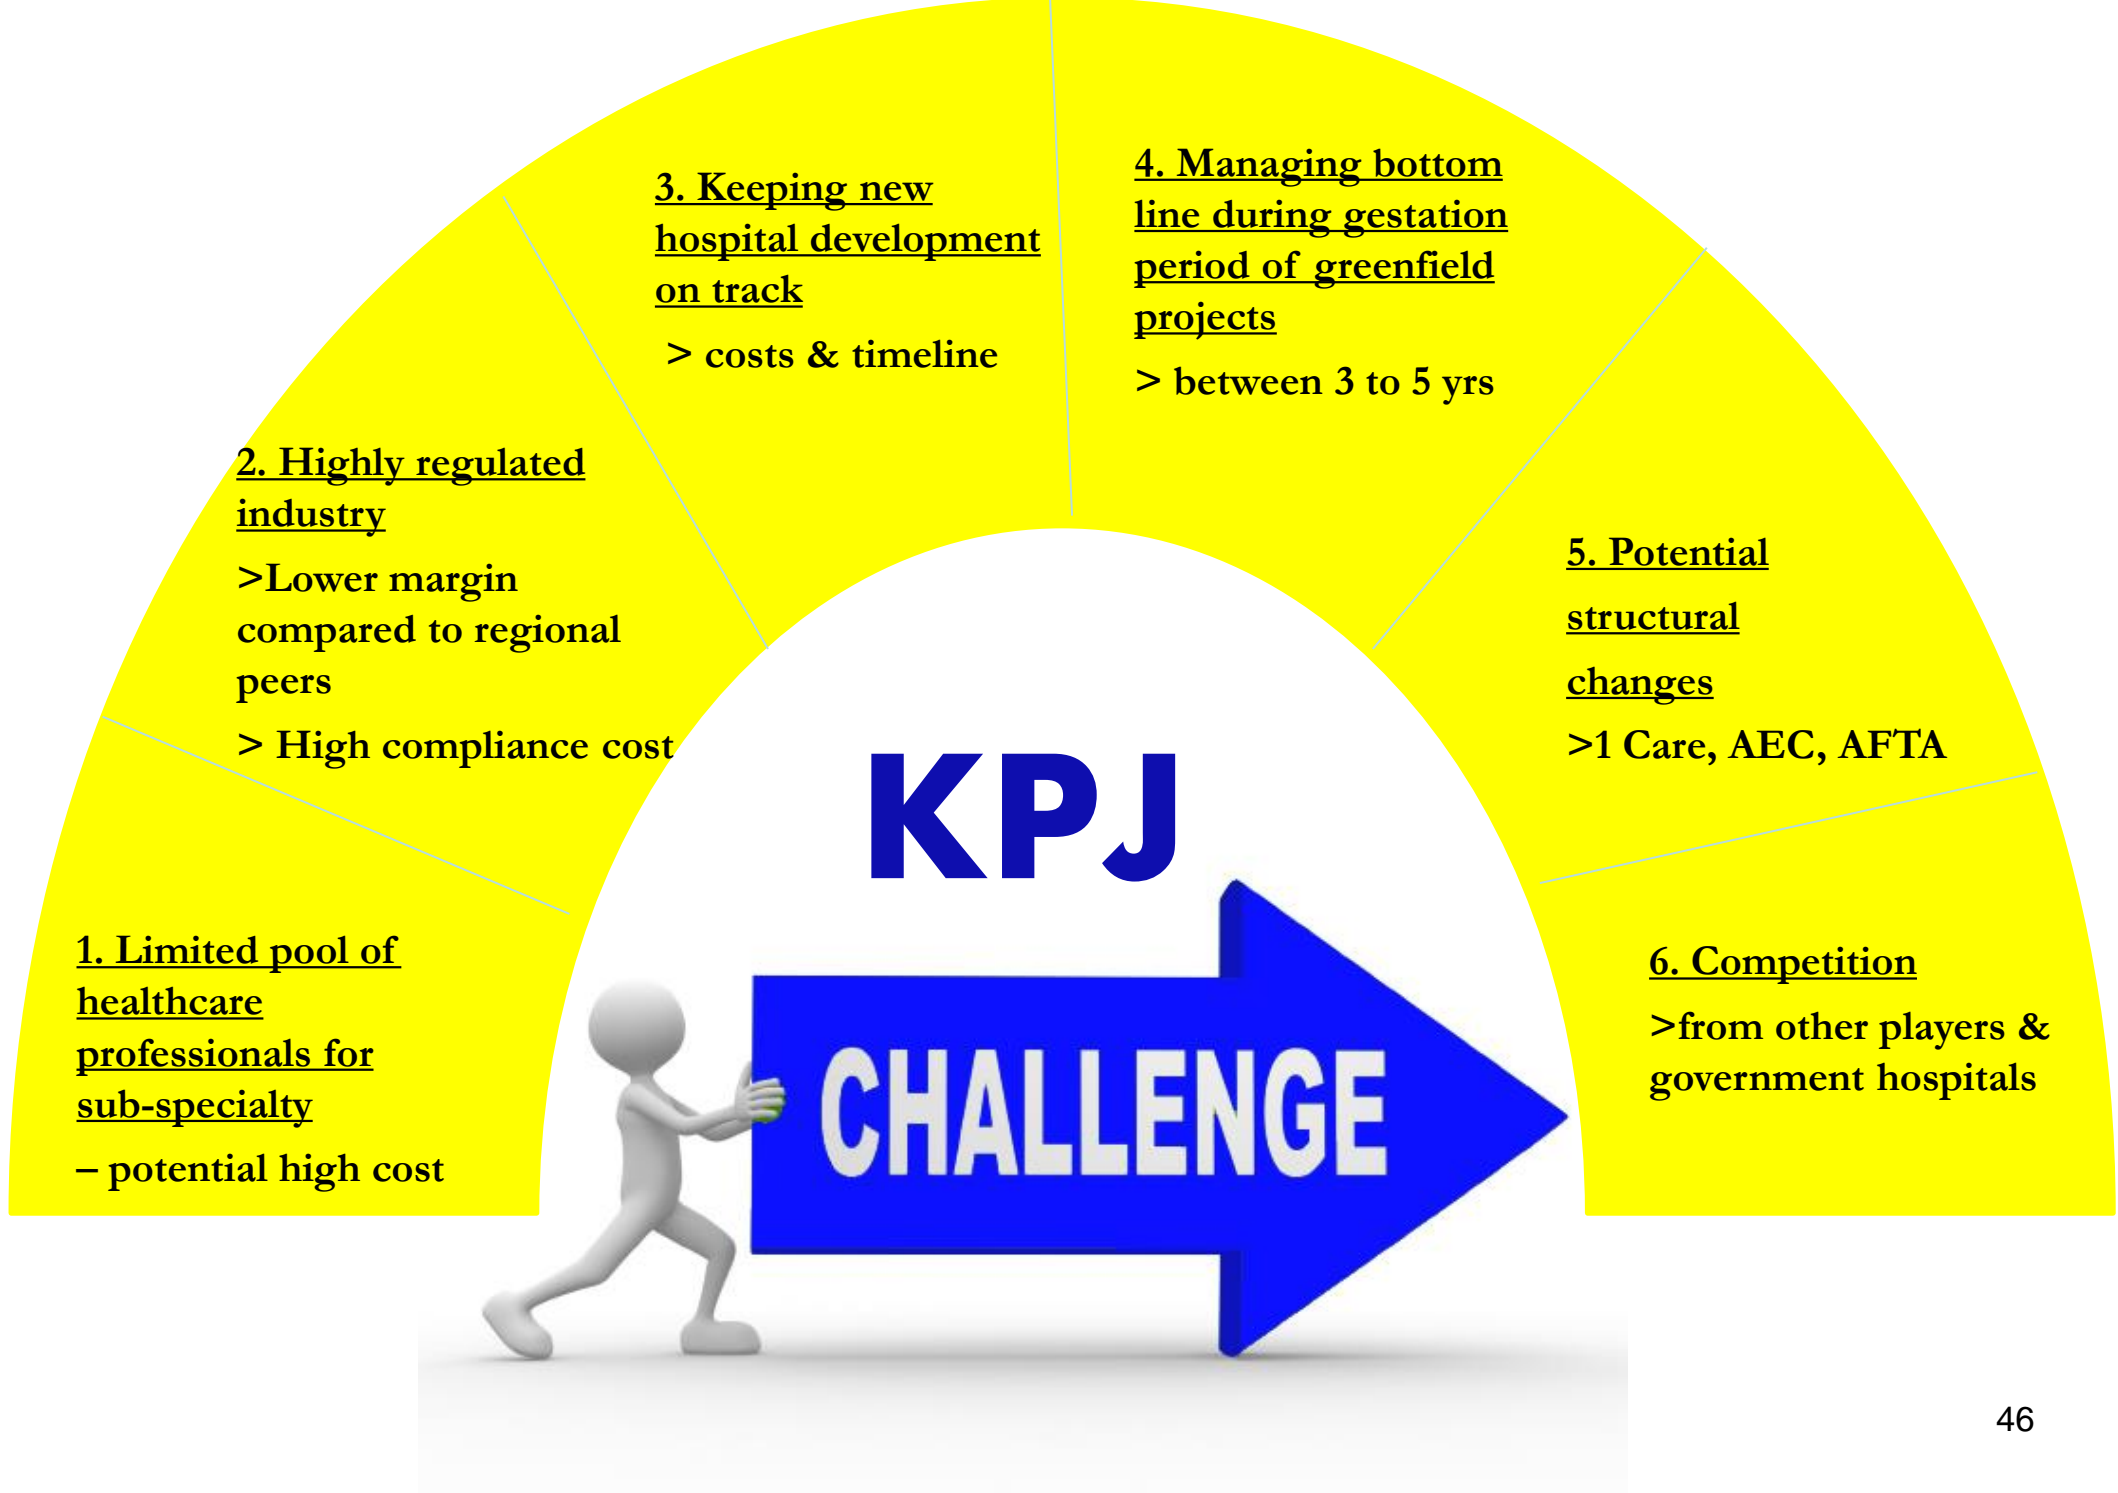 1. Limited pool of
healthcare
professionals for
sub-specialty
– potential high cost
2. Highly regulated
industry
>Lower margin
compared to regional
peers
> High compliance cost
3. Keeping new
hospital development
on track
> costs & timeline
4. Managing bottom
line during gestation
period of greenfield
projects
> between 3 to 5 yrs
5. Potential
structural
changes
>1 Care, AEC, AFTA
6. Competition
>from other players &
government hospitals
KPJ
CHALLENGE
46